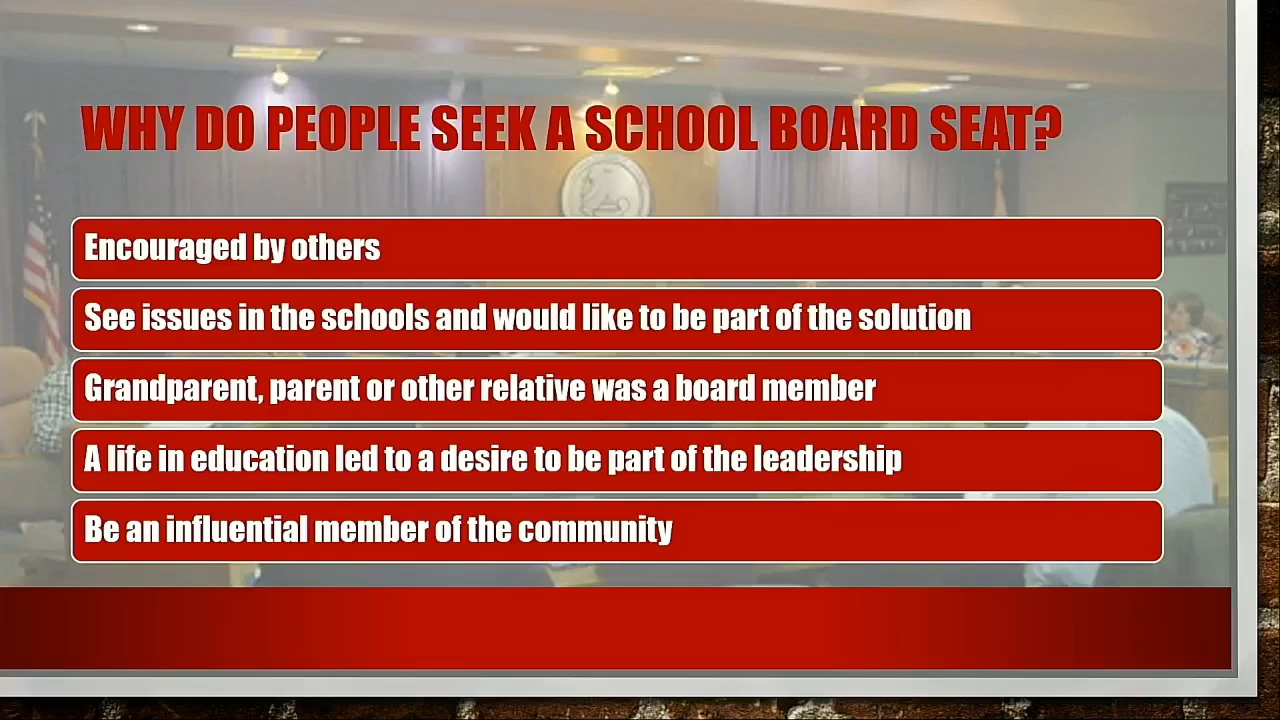 WHY DO PEOPLE SEEK A SCHOOL BOARD SEAT?
Encouraged by others
See issues in the schools and would like to be part of the solution
Grandparent, parent or other relative was a board member
A life in education led to a desire to be part of the leadership
Be an influential member of the community